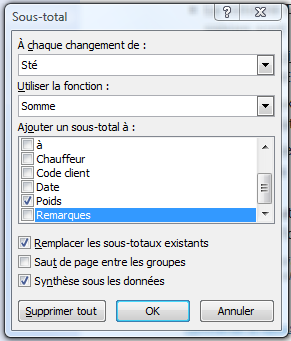 Sous-total
À chaque changement de :
Sté
Utiliser la fonction :
Somme
Ajouter un sous-total à :
à
Chauffeur
Code client
Date
Poids
Remarques
Remplacer les sous-totaux existants
Saut de page entre les groupes
Synthèse sous les données
Supprimer tout
OK
Annuler